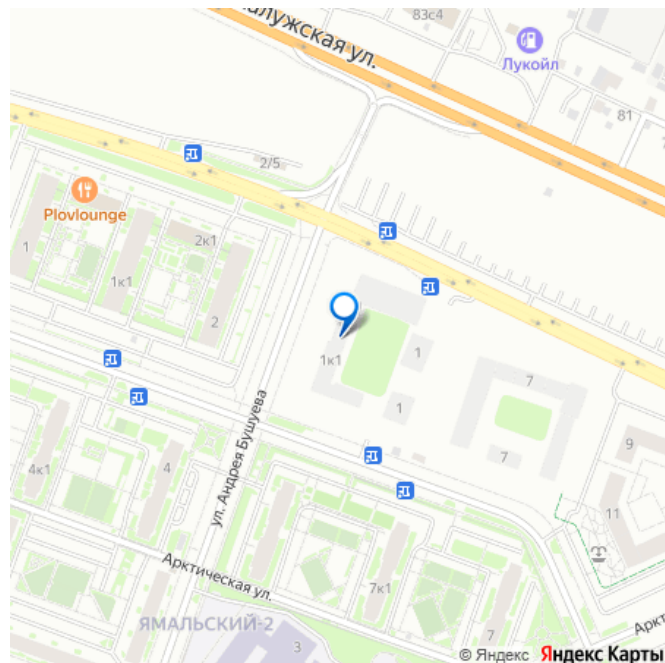 83с4
алужская ул.
Лукойл
81
2/5
Plovlounge
2к1
1
1к1
2
1к1
1
1
7
7
9
11
ул. Андрея Бушуева
4к1
4
7к1
7
Арктическая ул.
ЯМАЛЬСКИЙ-2
3
Аркт
© Яндекс Яндекс Карты